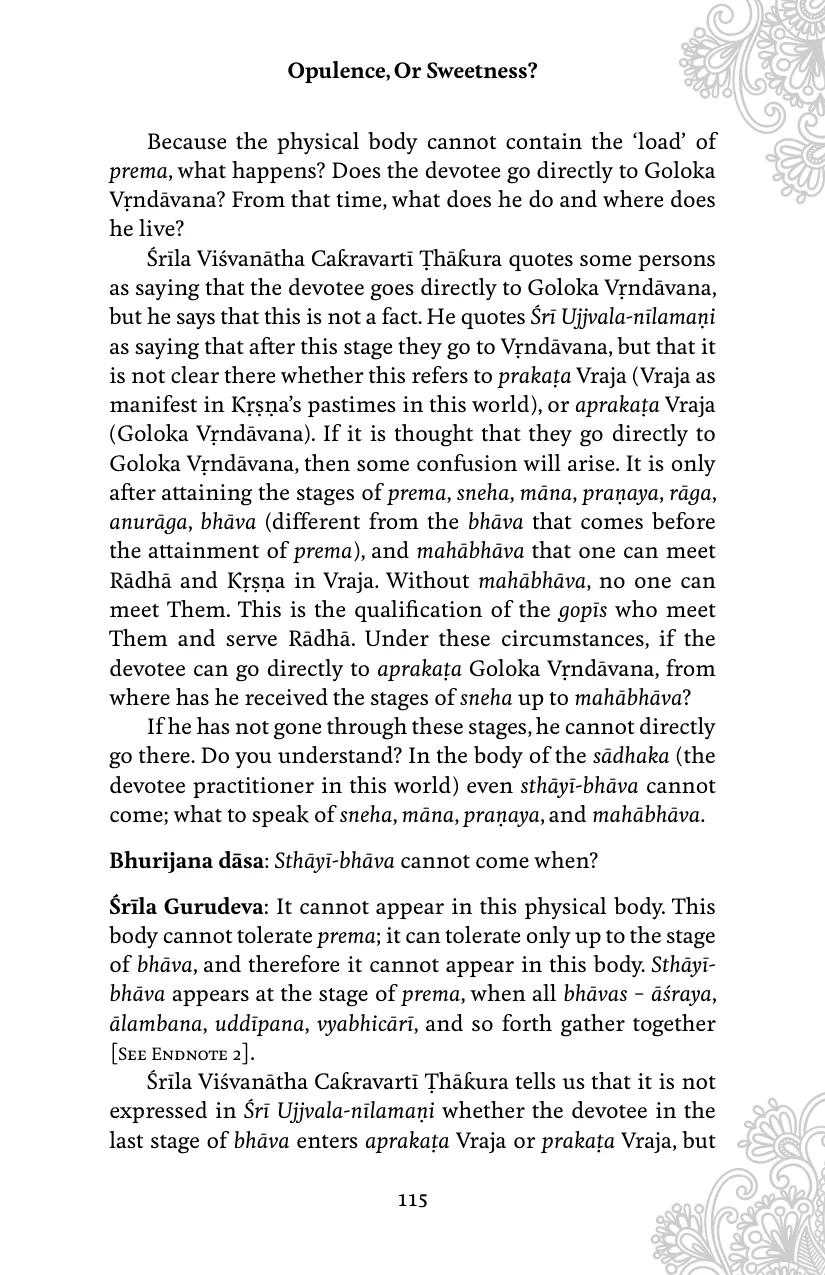 Opulence, Or Sweetness?
Because the physical body cannot contain the ‘load’ of
prema, what happens? Does the devotee go directly to Goloka
Vṛndāvana? From that time, what does he do and where does
he live?
Śrīla Viśvanātha Cakravartī Ṭhākura quotes some persons
as saying that the devotee goes directly to Goloka Vṛndāvana,
but he says that this is not a fact. He quotes Śrī Ujjvala-nīlamaṇi
as saying that after this stage they go to Vṛndāvana, but that it
is not clear there whether this refers to prakaṭa Vraja (Vraja as
manifest in Kṛṣṇa’s pastimes in this world), or aprakaṭa Vraja
(Goloka Vṛndāvana). If it is thought that they go directly to
Goloka Vṛndāvana, then some confusion will arise. It is only
after attaining the stages of prema, sneha, māna, praṇaya, rāga,
anurāga, bhāva (different from the bhāva that comes before
the attainment of prema), and mahābhāva that one can meet
Rādhā and Kṛṣṇa in Vraja. Without mahābhāva, no one can
meet Them. This is the qualification of the gopīs who meet
Them and serve Rādhā. Under these circumstances, if the
devotee can go directly to aprakaṭa Goloka Vṛndāvana, from
where has he received the stages of sneha up to mahābhāva?
If he has not gone through these stages, he cannot directly
go there. Do you understand? In the body of the sādhaka (the
devotee practitioner in this world) even sthāyī-bhāva cannot
come; what to speak of sneha, māna, praṇaya, and mahābhāva.
Bhurijana dāsa: Sthāyī-bhāva cannot come when?
Śrīla Gurudeva: It cannot appear in this physical body. This
body cannot tolerate prema; it can tolerate only up to the stage
of bhāva, and therefore it cannot appear in this body. Sthāyī-
bhāva appears at the stage of prema, when all bhāvas – āśraya,
ālambana, uddīpana, vyabhicārī, and so forth gather together
[See Endnote 2].
Śrīla Viśvanātha Cakravartī Ṭhākura tells us that it is not
expressed in Śrī Ujjvala-nīlamaṇi whether the devotee in the
last stage of bhāva enters aprakaṭa Vraja or prakaṭa Vraja, but
115